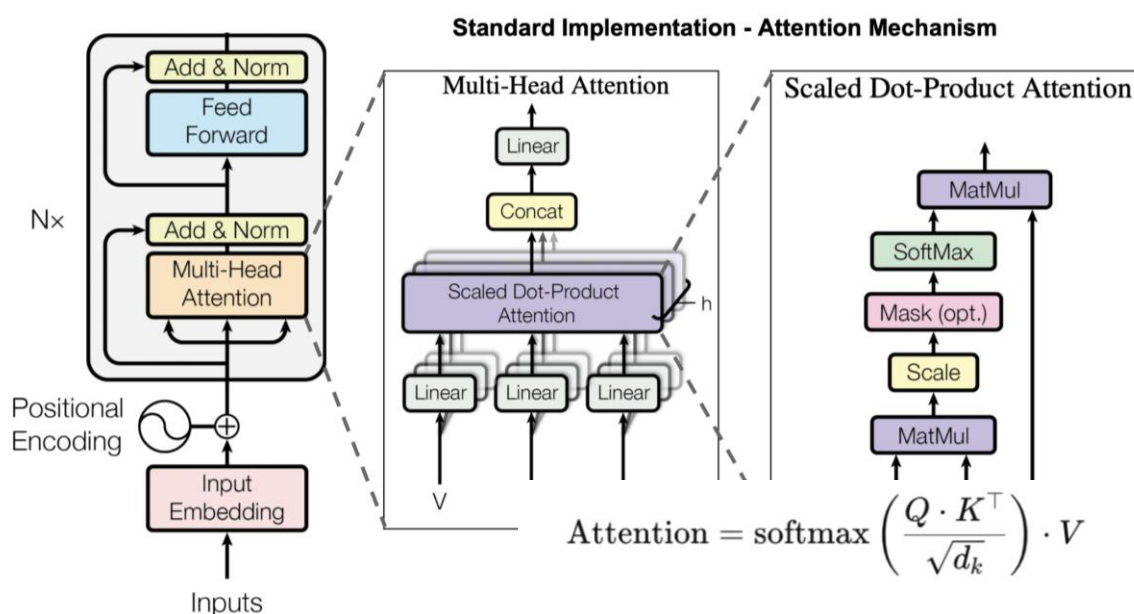 Standard Implementation - Attention Mechanism
Add & Norm
Feed
Forward
N×
Add & Norm
Multi-Head
Attention
Positional
Encoding
Input
Embedding
Inputs
Multi-Head Attention
Linear
Concat
Scaled Dot-Product
Attention
h
Linear
Linear
Linear
V
Scaled Dot-Product Attention
MatMul
SoftMax
Mask (opt.)
Scale
MatMul
Attention = softmax ( Q · K⊤ / √dk ) · V